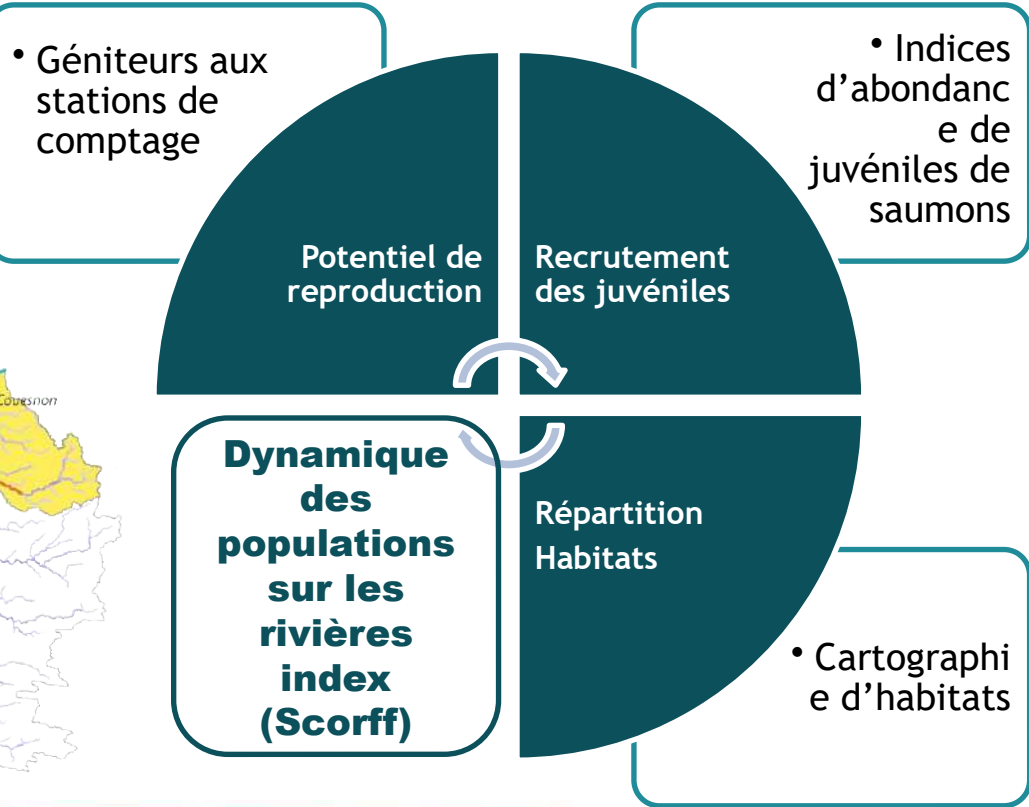 • Géniteurs aux
stations de
comptage
• Indices
d’abondanc
e de
juvéniles de
saumons
Potentiel de
reproduction
Recrutement
des juvéniles
Couesnon
Dynamique
des
populations
sur les
rivières
index
(Scorff)
Répartition
Habitats
• Cartographi
e d’habitats